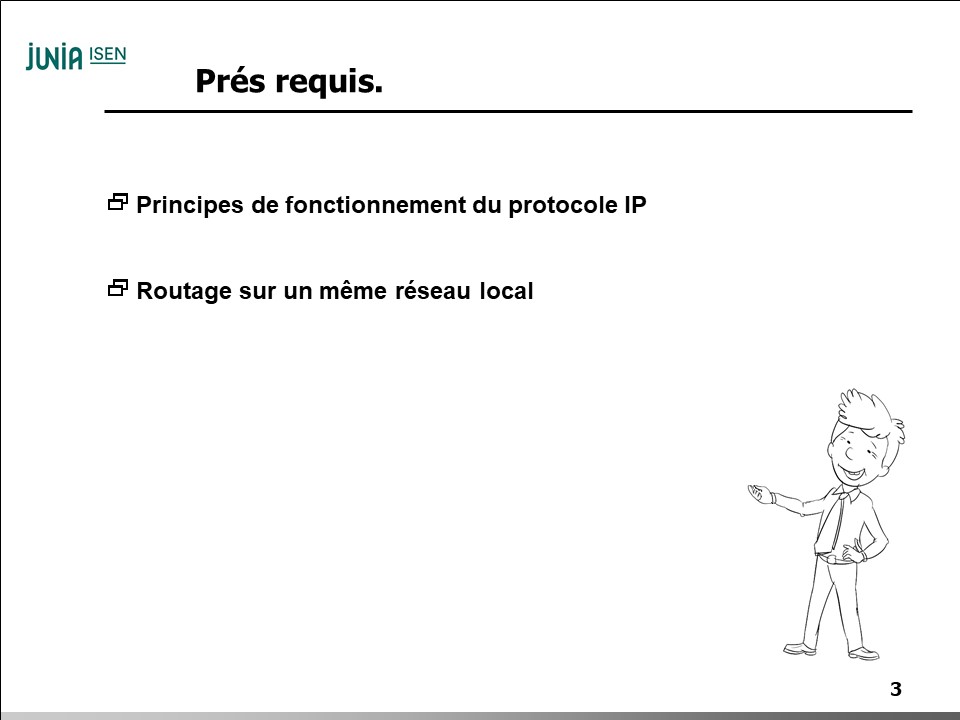 JUNIA ISEN
Prés requis.
Principes de fonctionnement du protocole IP
Routage sur un même réseau local
3